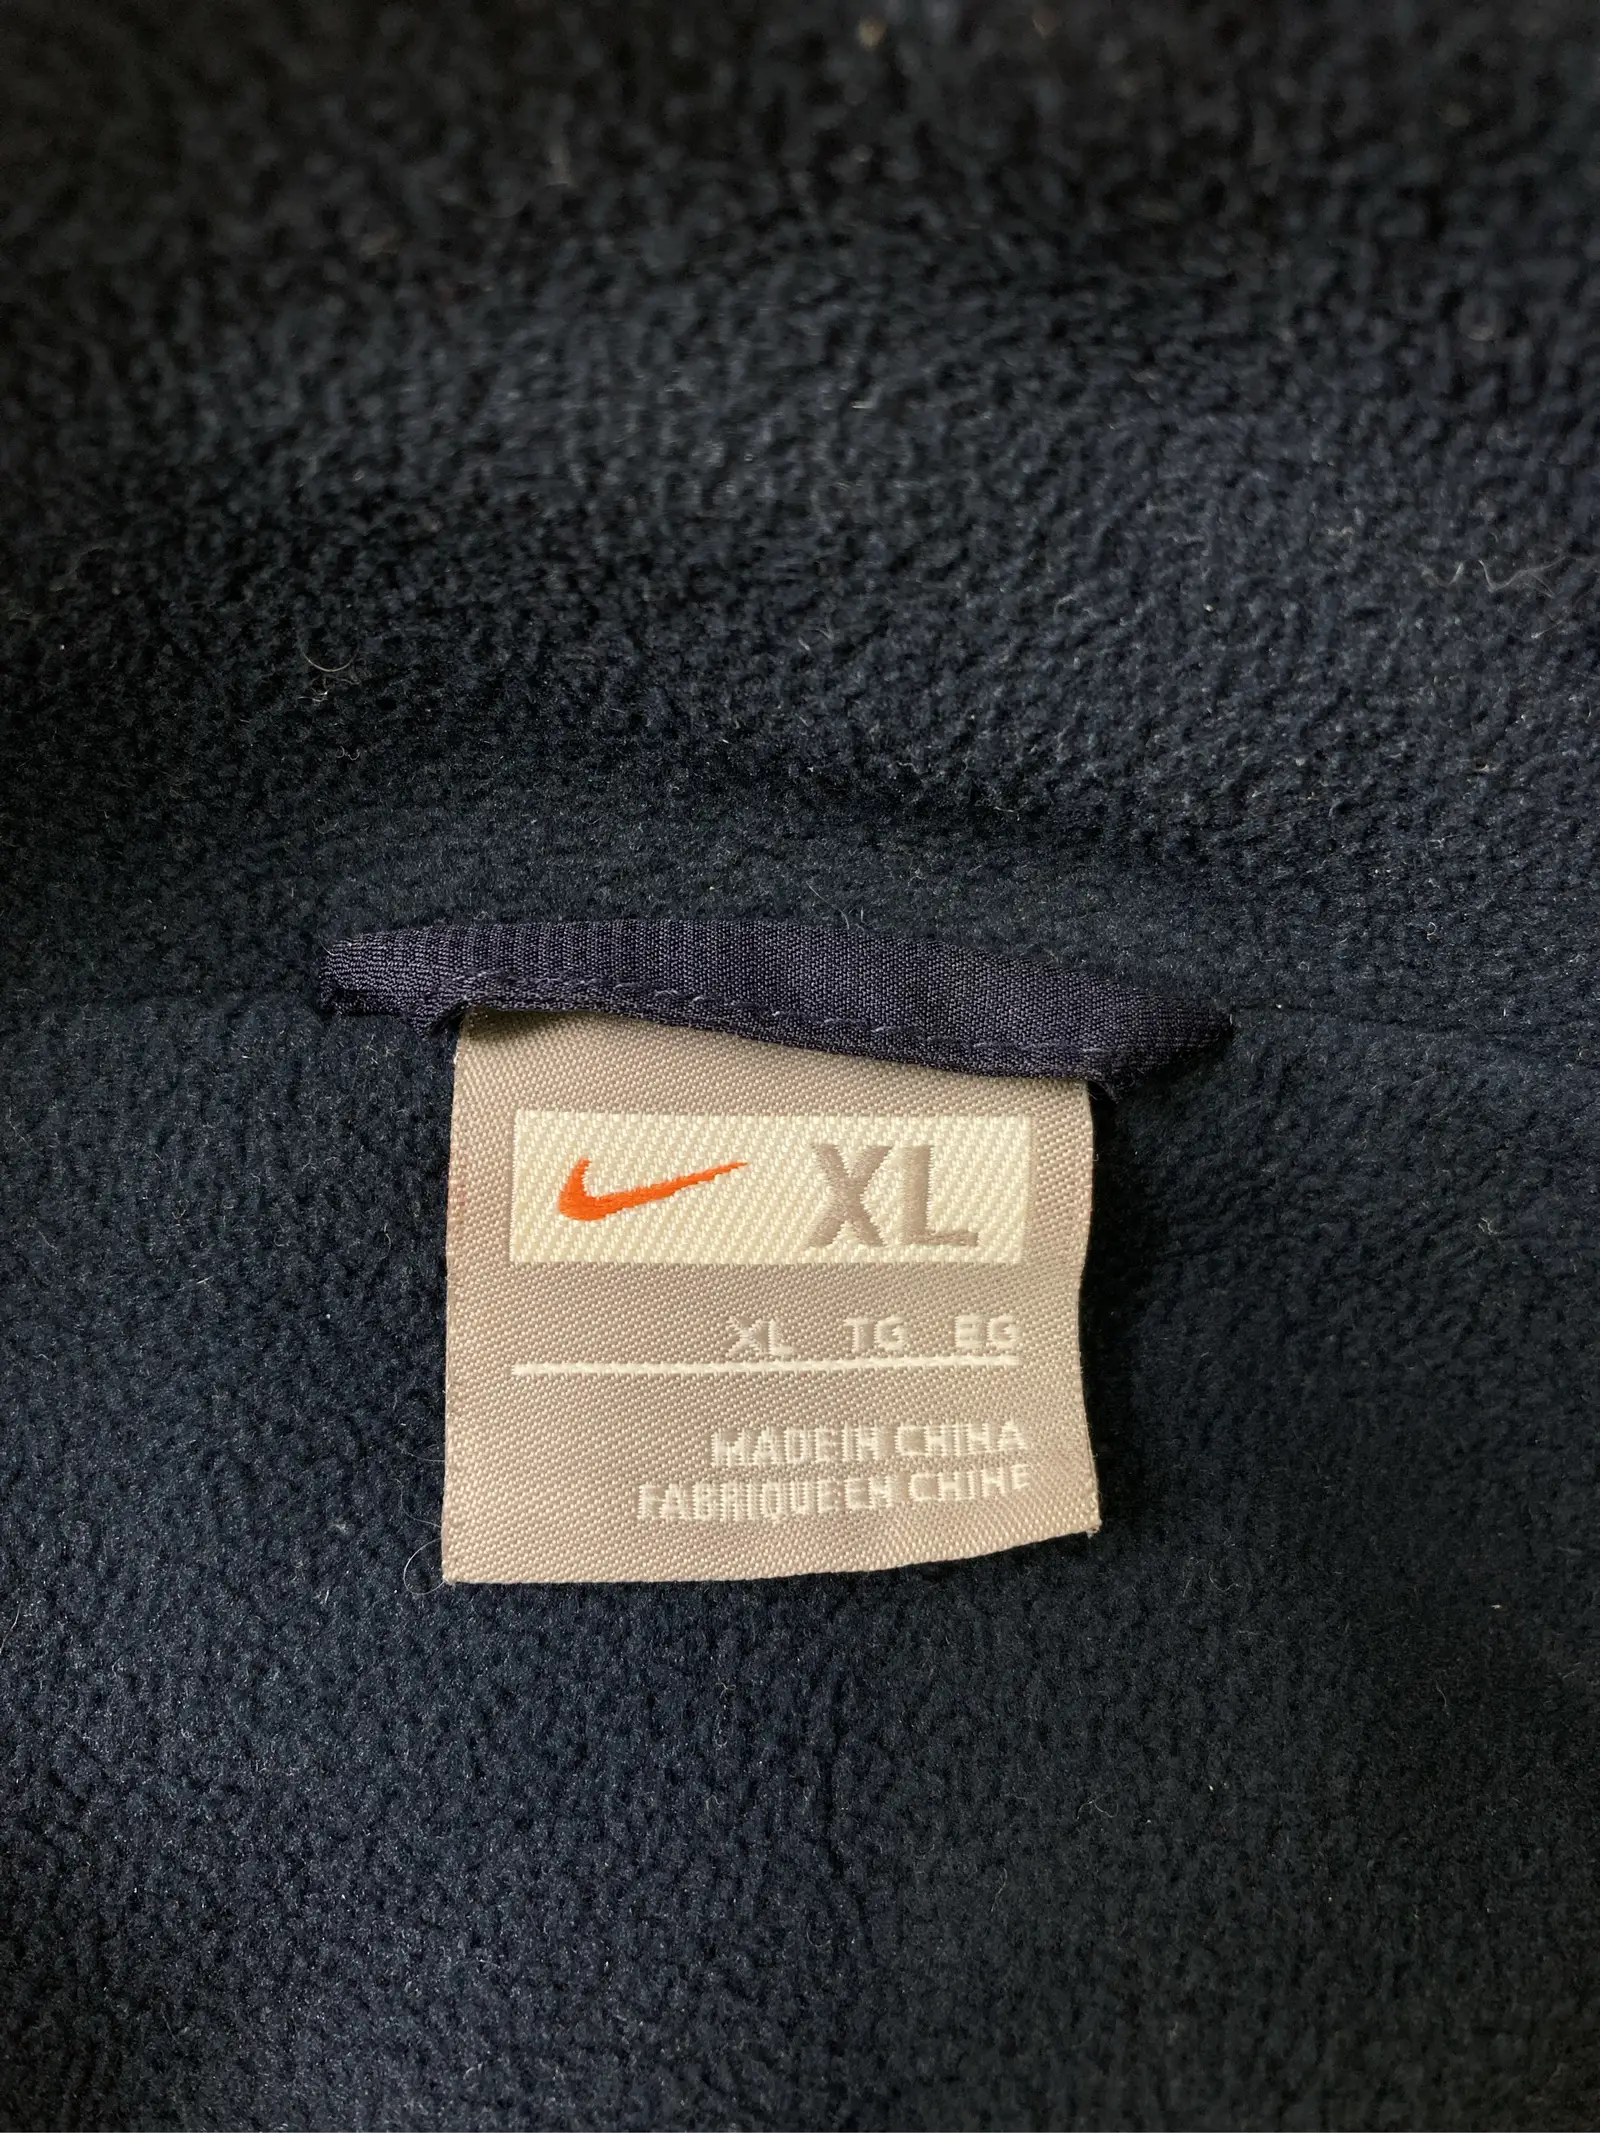 XL
XL TG EG
MADE IN CHINA
FABRIQUE EN CHINE